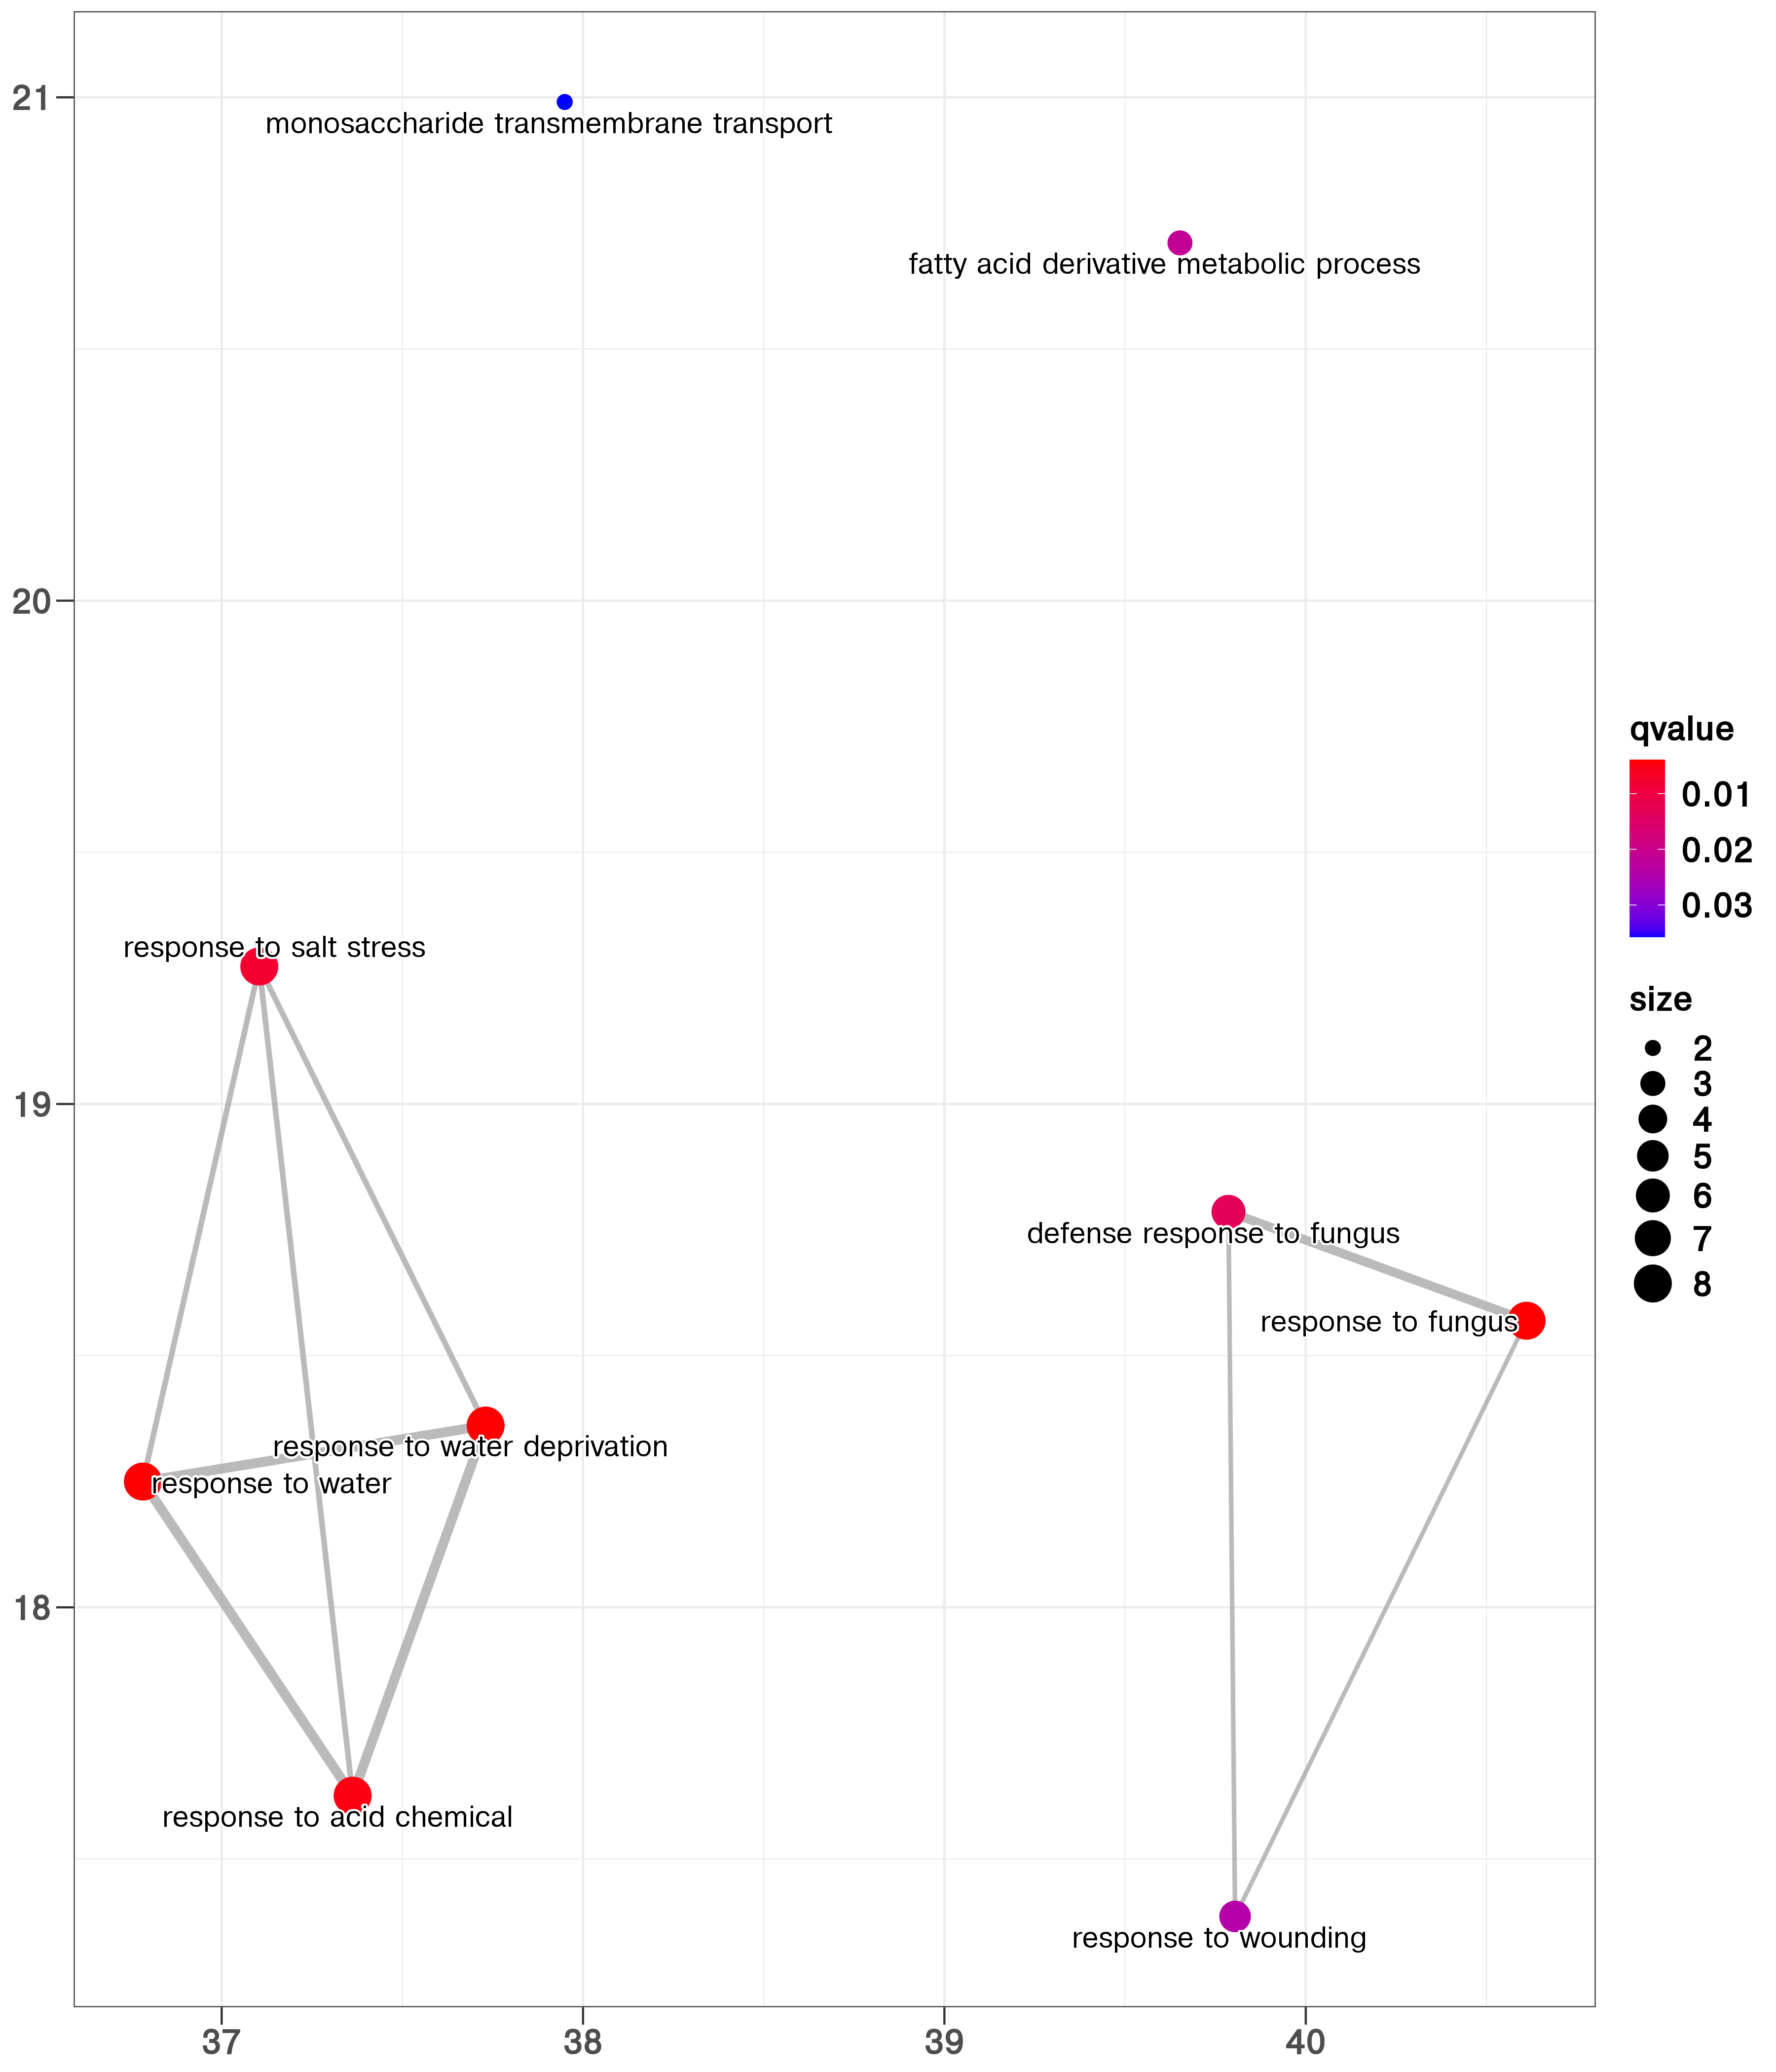 21
monosaccharide transmembrane transport
fatty acid derivative metabolic process
20
qvalue
0.01
0.02
0.03
response to salt stress
size
2
3
4
5
6
7
8
19
defense response to fungus
response to fungus
response to water deprivation
response to water
18
response to acid chemical
response to wounding
37
38
39
40